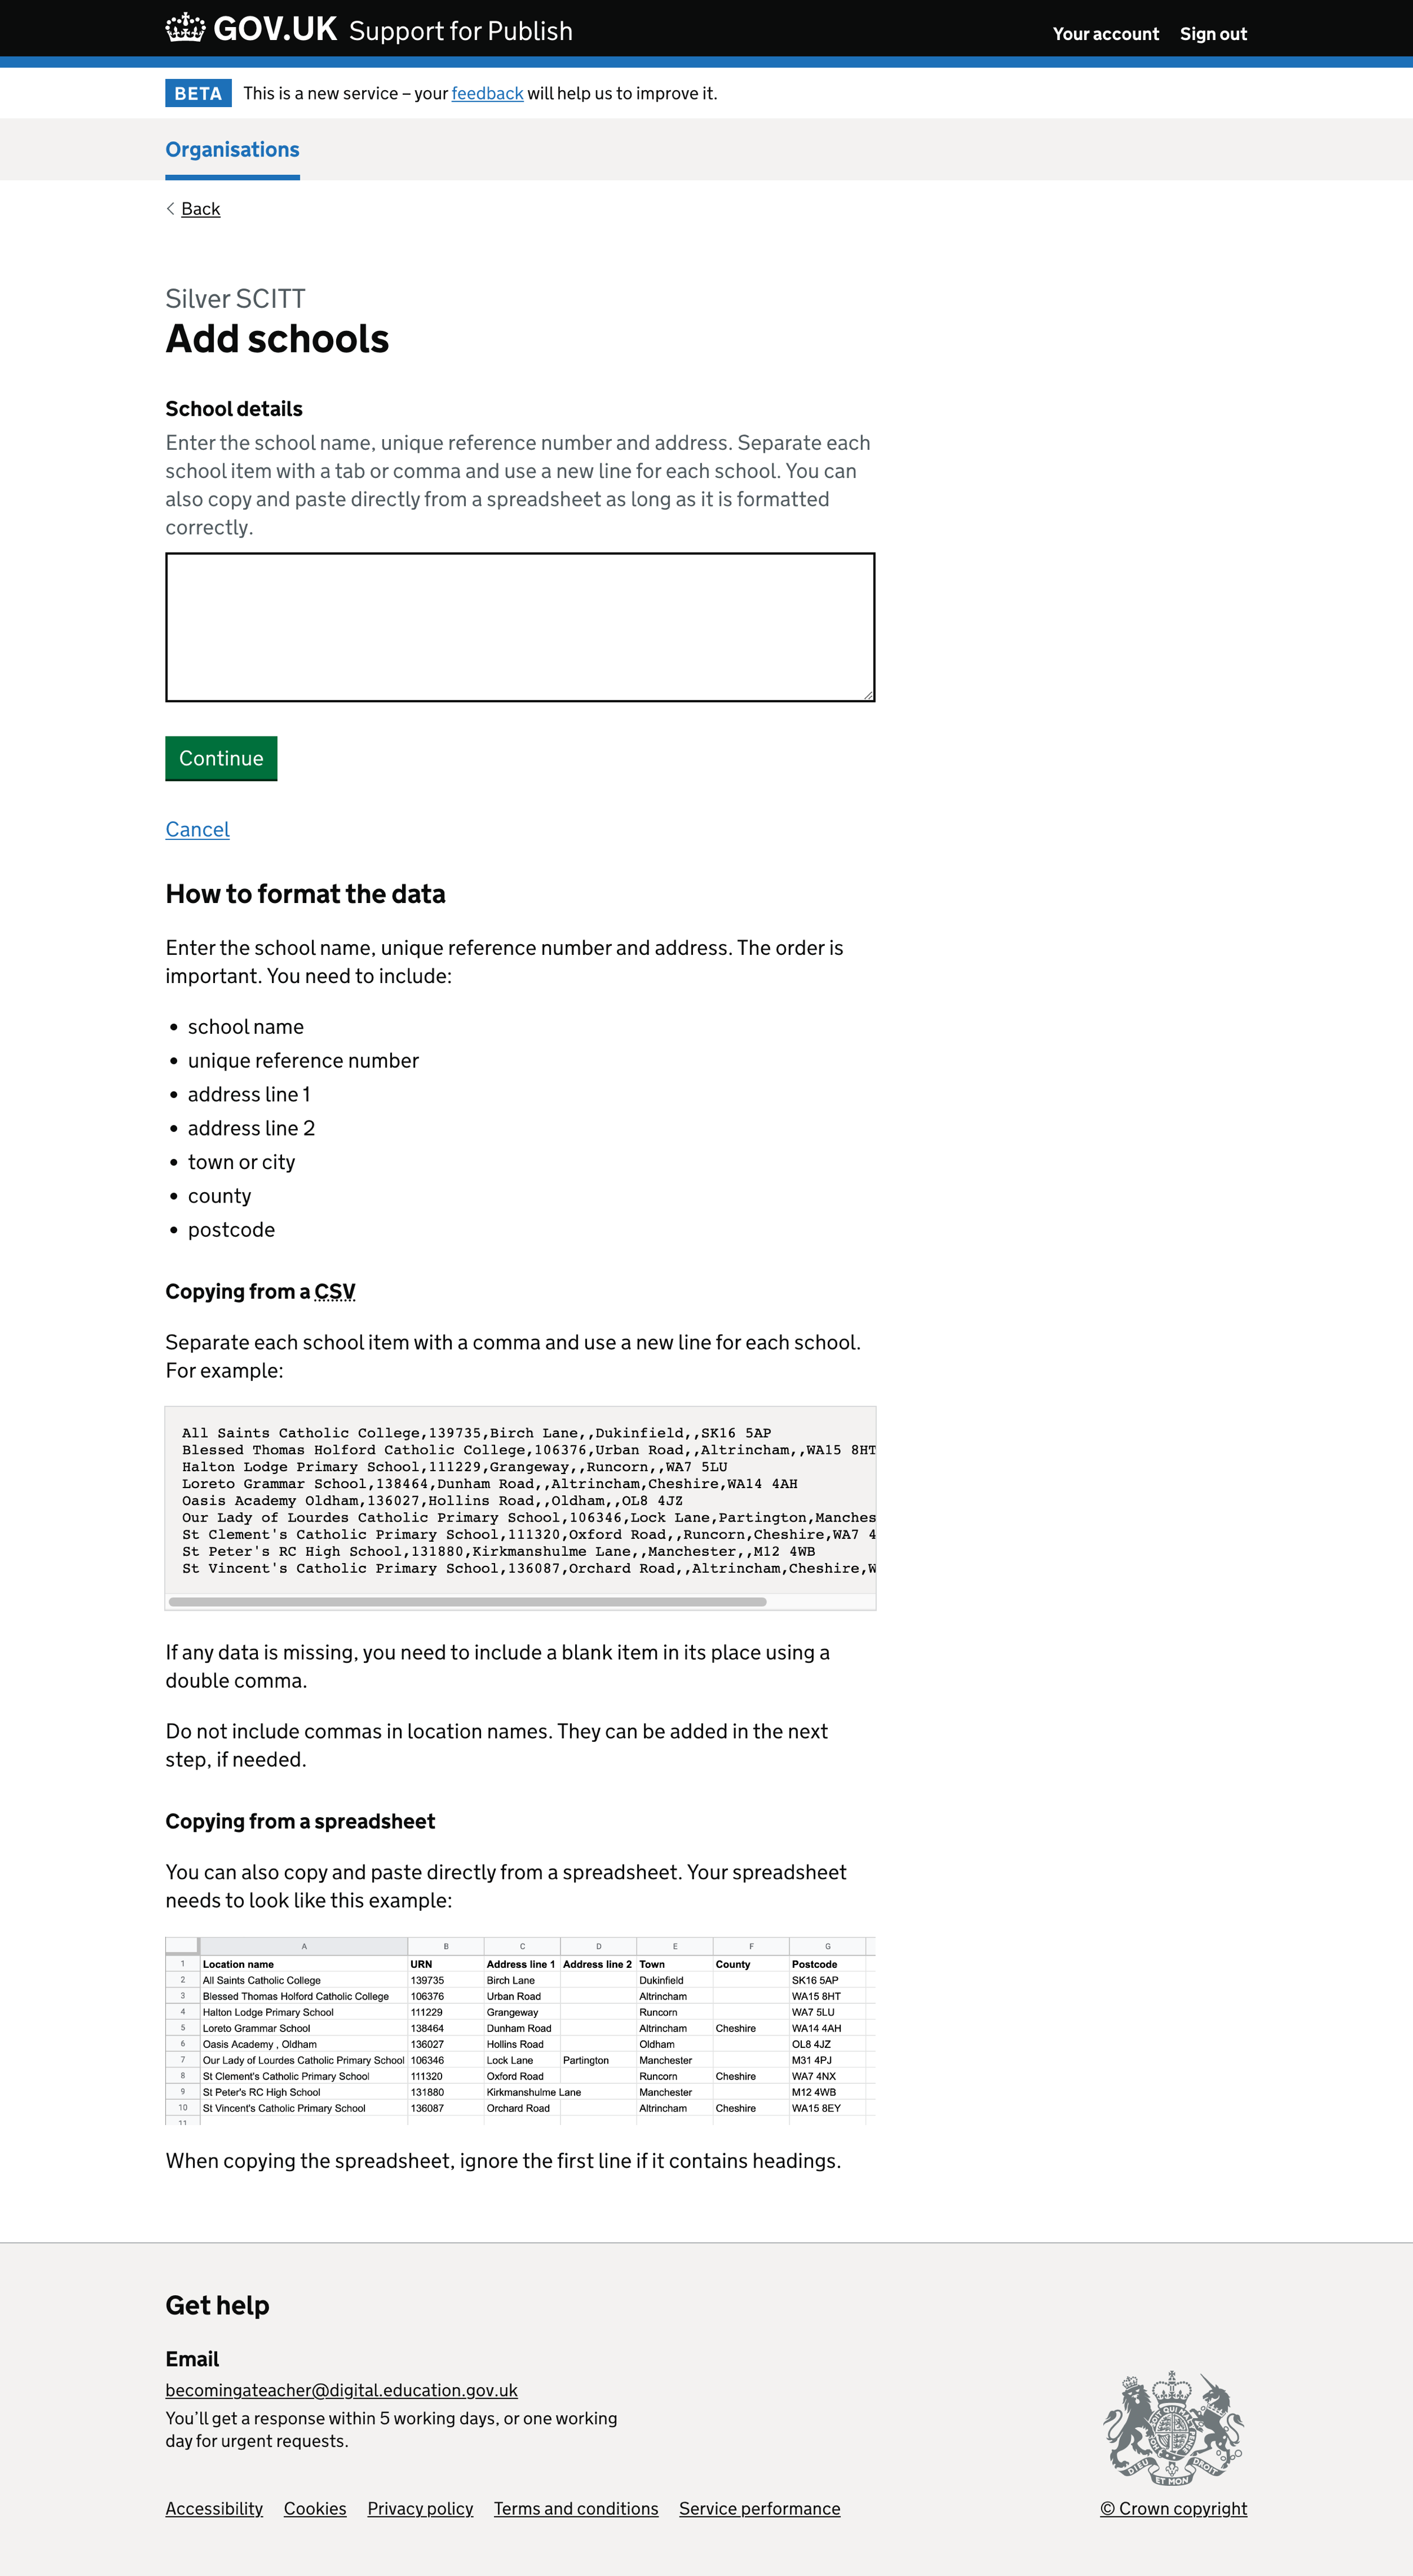 GOV.UK Support for Publish
Your account Sign out
BETA This is a new service – your feedback will help us to improve it.
Organisations
Back
Silver SCITT
Add schools
School details
Enter the school name, unique reference number and address. Separate each
school item with a tab or comma and use a new line for each school. You can
also copy and paste directly from a spreadsheet as long as it is formatted
correctly.
Continue
Cancel
How to format the data
Enter the school name, unique reference number and address. The order is
important. You need to include:
• school name
• unique reference number
• address line 1
• address line 2
• town or city
• county
• postcode
Copying from a CSV
Separate each school item with a comma and use a new line for each school.
For example:
All Saints Catholic College,139735,Birch Lane,,Dukinfield,,SK16 5AP
Blessed Thomas Holford Catholic College,106376,Urban Road,,Altrincham,,WA15 8HT
Halton Lodge Primary School,111229,Grangeway,,Runcorn,,WA7 5LU
Loreto Grammar School,138464,Dunham Road,,Altrincham,Cheshire,WA14 4AH
Oasis Academy Oldham,136027,Hollins Road,,Oldham,,OL8 4JZ
Our Lady of Lourdes Catholic Primary School,106346,Lock Lane,Partington,Manches
St Clement's Catholic Primary School,111320,Oxford Road,,Runcorn,Cheshire,WA7 4
St Peter's RC High School,131880,Kirkmanshulme Lane,,Manchester,,M12 4WB
St Vincent's Catholic Primary School,136087,Orchard Road,,Altrincham,Cheshire,W
If any data is missing, you need to include a blank item in its place using a
double comma.
Do not include commas in location names. They can be added in the next
step, if needed.
Copying from a spreadsheet
You can also copy and paste directly from a spreadsheet. Your spreadsheet
needs to look like this example:
A B C D E F G
1 Location name URN Address line 1 Address line 2 Town County Postcode
2 All Saints Catholic College 139735 Birch Lane Dukinfield SK16 5AP
3 Blessed Thomas Holford Catholic College 106376 Urban Road Altrincham WA15 8HT
4 Halton Lodge Primary School 111229 Grangeway Runcorn WA7 5LU
5 Loreto Grammar School 138464 Dunham Road Altrincham Cheshire WA14 4AH
6 Oasis Academy , Oldham 136027 Hollins Road Oldham OL8 4JZ
7 Our Lady of Lourdes Catholic Primary School 106346 Lock Lane Partington Manchester M31 4PJ
8 St Clement's Catholic Primary School 111320 Oxford Road Runcorn Cheshire WA7 4NX
9 St Peter's RC High School 131880 Kirkmanshulme Lane Manchester M12 4WB
10 St Vincent's Catholic Primary School 136087 Orchard Road Altrincham Cheshire WA15 8EY
11
When copying the spreadsheet, ignore the first line if it contains headings.
Get help
Email
becomingateacher@digital.education.gov.uk
You’ll get a response within 5 working days, or one working
day for urgent requests.
DIEU ET MON DROIT
Accessibility Cookies Privacy policy Terms and conditions Service performance
© Crown copyright